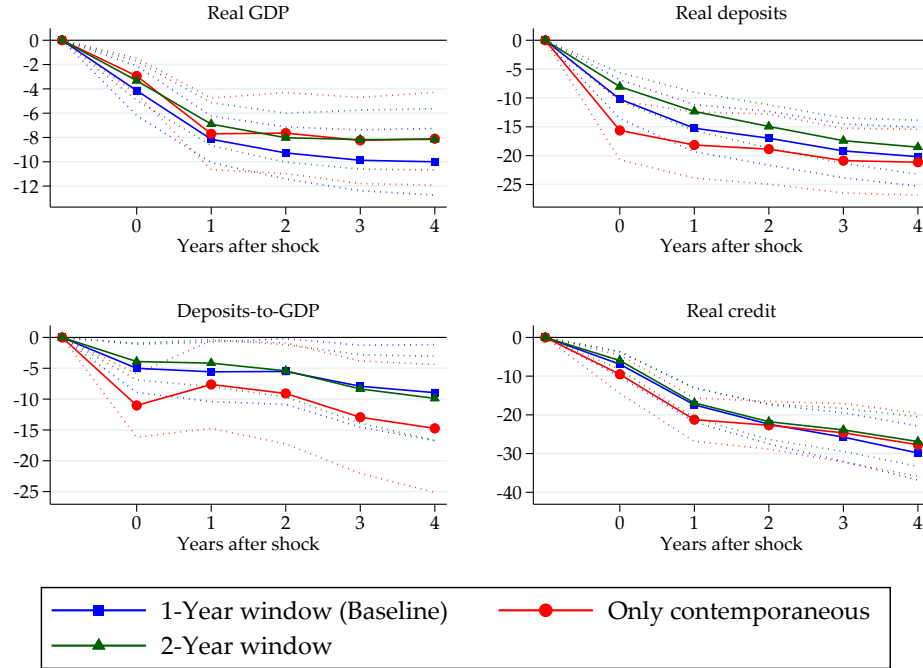 Real GDP
0
-2
-4
-6
-8
-10
-12
0 1 2 3 4
Years after shock
Real deposits
0
-5
-10
-15
-20
-25
0 1 2 3 4
Years after shock
Deposits-to-GDP
0
-5
-10
-15
-20
-25
0 1 2 3 4
Years after shock
Real credit
0
-10
-20
-30
-40
0 1 2 3 4
Years after shock
1-Year window (Baseline)
Only contemporaneous
2-Year window